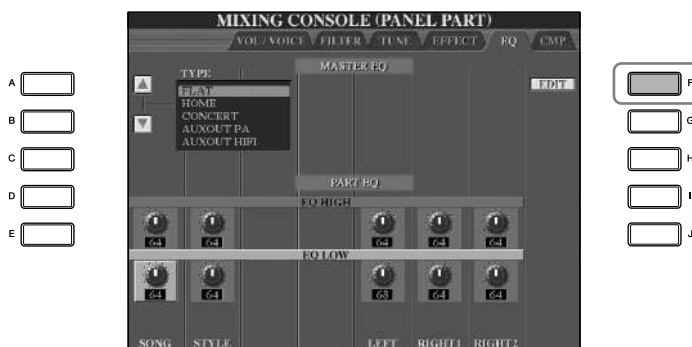 MIXING CONSOLE (PANEL PART)
VOL/VOICE FILTER TUNE EFFECT EQ CMP
MASTER EQ
TYPE
FLAT
HOME
CONCERT
AUXOUT PA
AUXOUT HIFI
EDIT
A
B
C
D
E
F
G
H
I
J
PART EQ
EQ HIGH
64 64 64 64 64
EQ LOW
64 64 68 64 64
SONG STYLE LEFT RIGHT1 RIGHT2